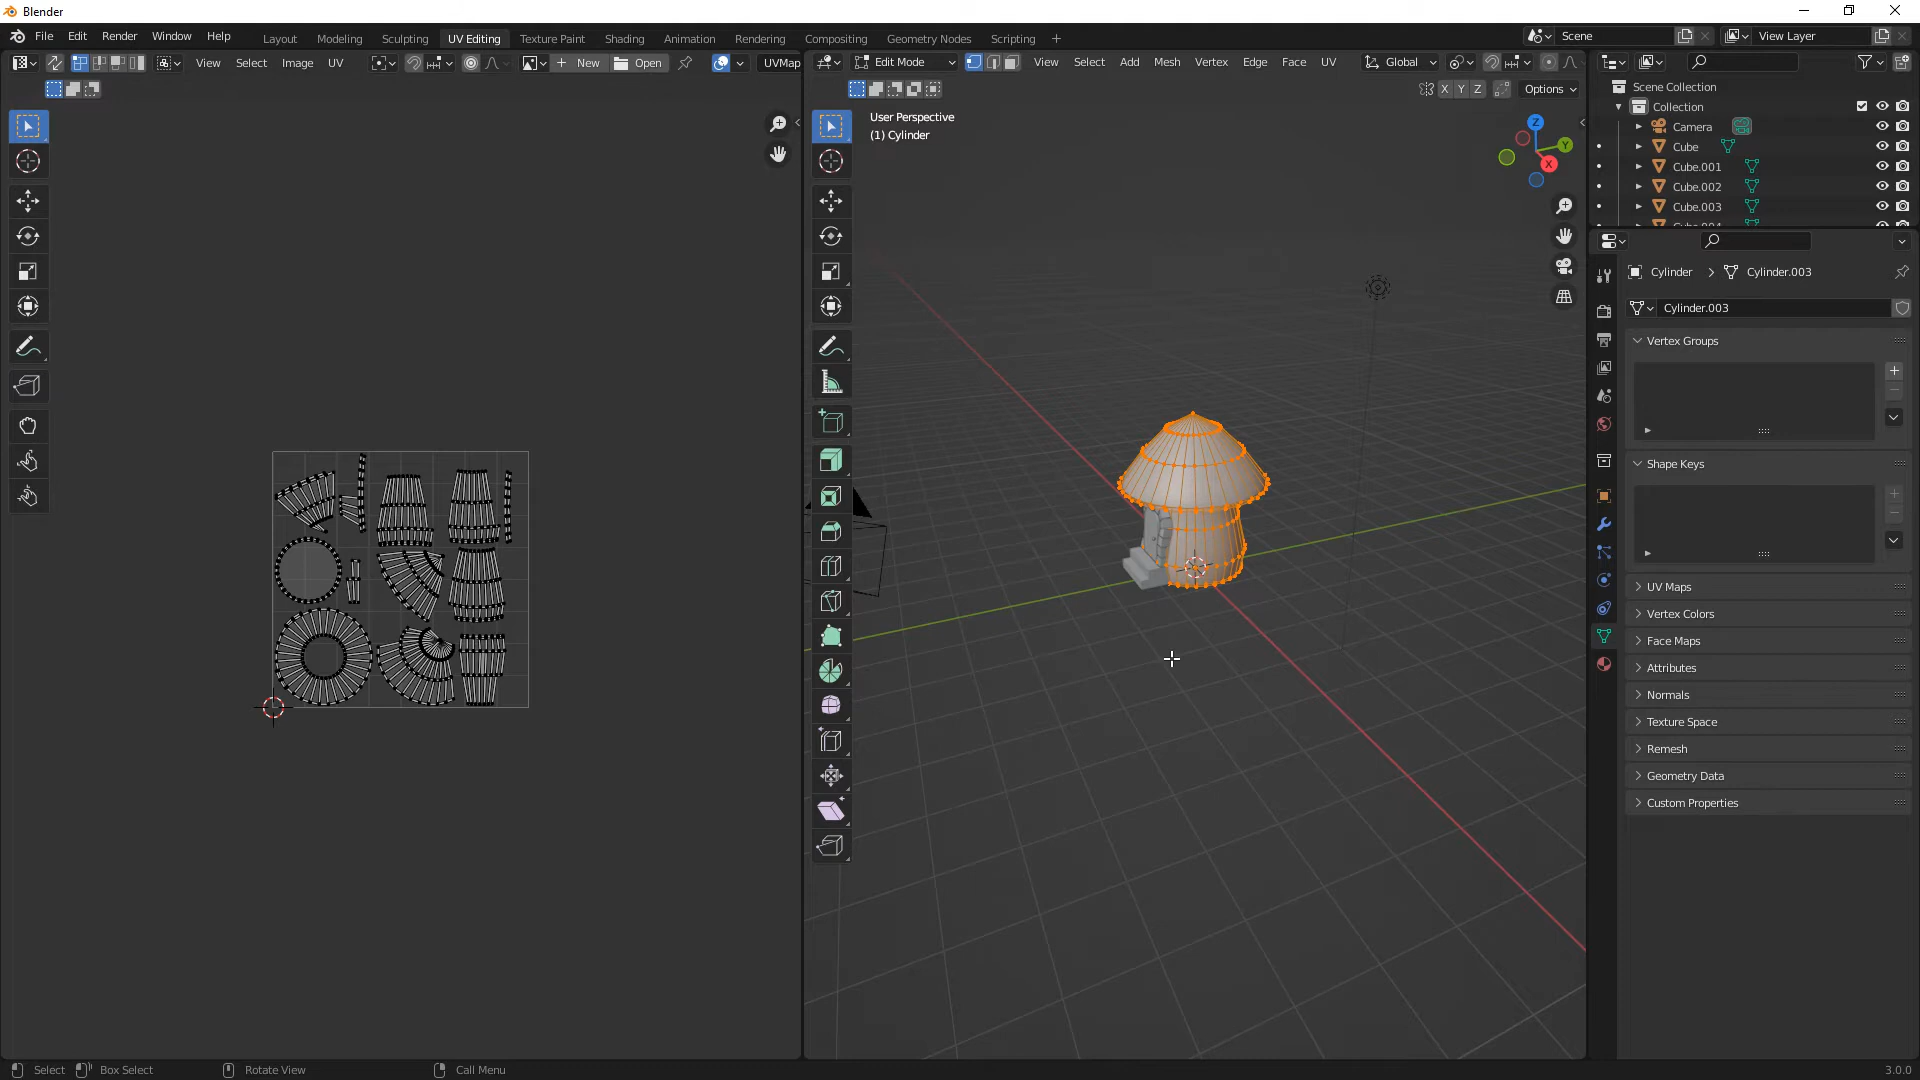 Blender
File Edit Render Window Help
Layout Modeling Sculpting UV Editing Texture Paint Shading Animation Rendering Compositing Geometry Nodes Scripting
Scene
View Layer
View Select Image UV
New Open
UVMap
Edit Mode
View Select Add Mesh Vertex Edge Face UV
Global
X Y Z
Options
User Perspective
(1) Cylinder
Z
Y
X
Scene Collection
Collection
Camera
Cube
Cube.001
Cube.002
Cube.003
Cylinder > Cylinder.003
Cylinder.003
Vertex Groups
Shape Keys
UV Maps
Vertex Colors
Face Maps
Attributes
Normals
Texture Space
Remesh
Geometry Data
Custom Properties
Select Box Select Rotate View Call Menu
3.0.0